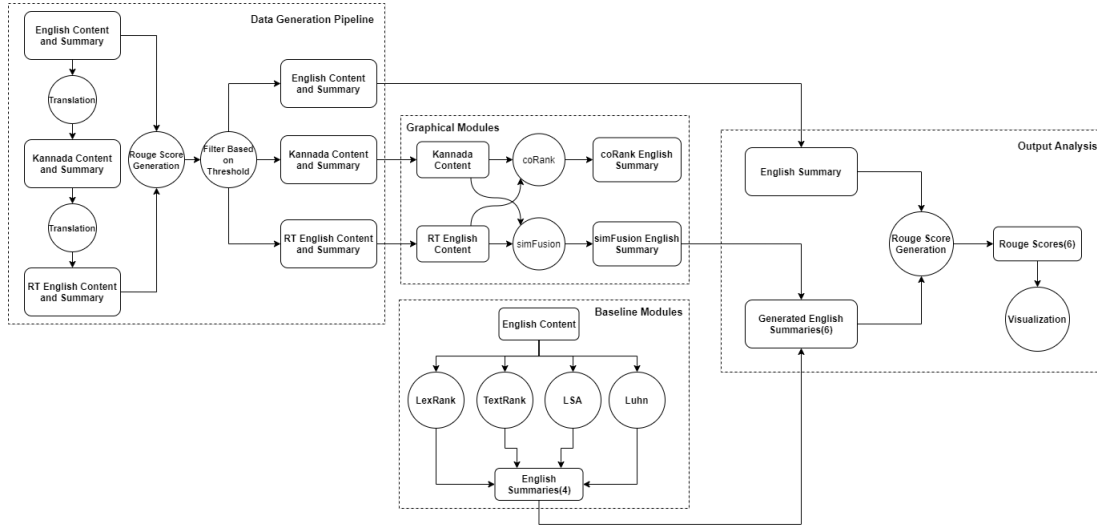 Data Generation Pipeline
English Content
and Summary
Translation
Kannada Content
and Summary
Translation
RT English Content
and Summary
Rouge Score
Generation
Filter Based
on
Threshold
English Content
and Summary
Kannada Content
and Summary
RT English Content
and Summary
Graphical Modules
Kannada
Content
RT English
Content
coRank
simFusion
coRank English
Summary
simFusion English
Summary
Baseline Modules
English Content
LexRank
TextRank
LSA
Luhn
English
Summaries(4)
Output Analysis
English Summary
Generated English
Summaries(6)
Rouge Score
Generation
Rouge Scores(6)
Visualization